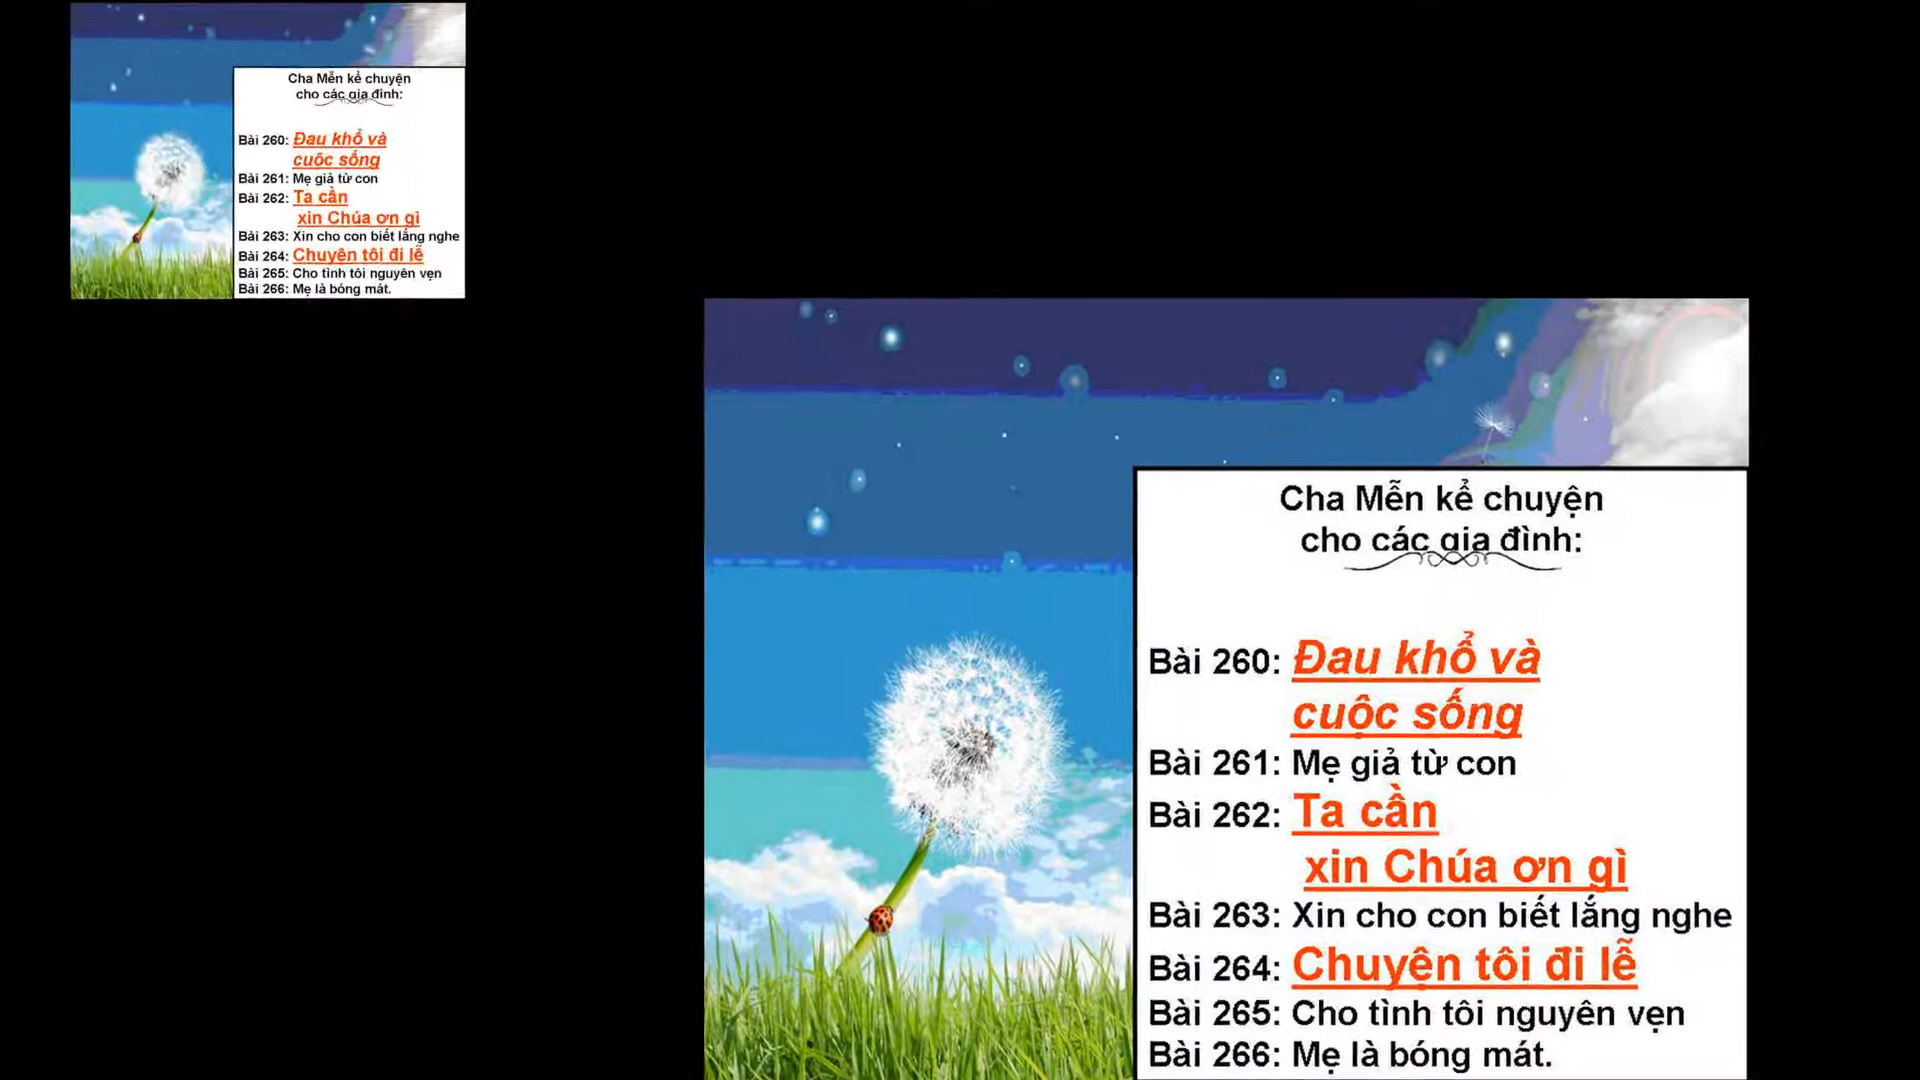 Cha Mễn kể chuyện
cho các gia đình:
Bài 260: Đau khổ và
cuộc sống
Bài 261: Mẹ giả từ con
Bài 262: Ta cần
xin Chúa ơn gì
Bài 263: Xin cho con biết lắng nghe
Bài 264: Chuyện tôi đi lễ
Bài 265: Cho tình tôi nguyên vẹn
Bài 266: Mẹ là bóng mát.
Cha Mễn kể chuyện
cho các gia đình:
Bài 260: Đau khổ và
cuộc sống
Bài 261: Mẹ giả từ con
Bài 262: Ta cần
xin Chúa ơn gì
Bài 263: Xin cho con biết lắng nghe
Bài 264: Chuyện tôi đi lễ
Bài 265: Cho tình tôi nguyên vẹn
Bài 266: Mẹ là bóng mát.